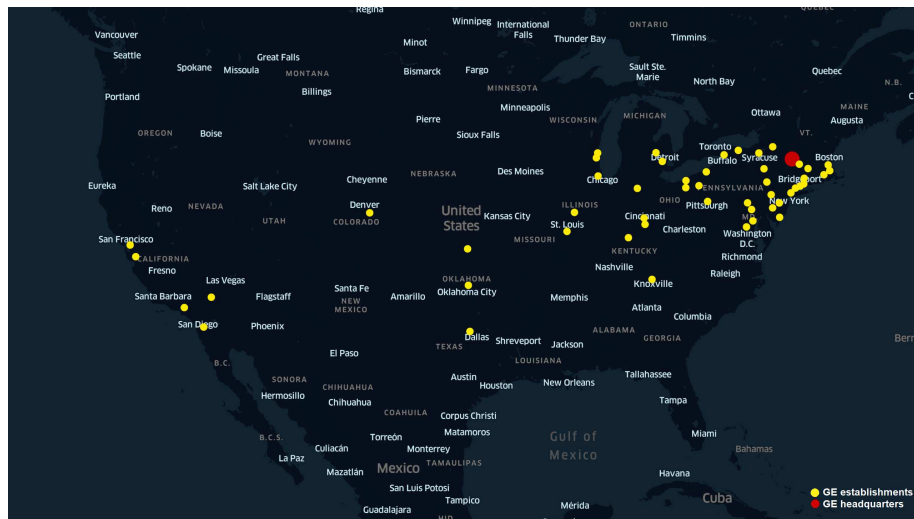 Regina
QUEBEC
Winnipeg
International
Falls
ONTARIO
Vancouver
Minot
Thunder Bay
Timmins
Seattle
Great Falls
Spokane
Missoula
MONTANA
Bismarck
Fargo
Sault Ste.
Marie
North Bay
Quebec
N.B.
Portland
Billings
MINNESOTA
Minneapolis
Pierre
WISCONSIN
MICHIGAN
Ottawa
MAINE
Augusta
VT.
OREGON
Boise
WYOMING
Sioux Falls
Toronto
Detroit
Buffalo
Syracuse
Boston
Eureka
Salt Lake City
Cheyenne
NEBRASKA
Des Moines
Chicago
Bridgeport
PENNSYLVANIA
New York
Reno
NEVADA
UTAH
Denver
COLORADO
United
States
Kansas City
ILLINOIS
St. Louis
MISSOURI
OHIO
Pittsburgh
Cincinnati
Charleston
MD.
Washington
D.C.
Richmond
San Francisco
CALIFORNIA
Fresno
Las Vegas
KENTUCKY
Nashville
Raleigh
Santa Barbara
Flagstaff
Santa Fe
NEW
MEXICO
Amarillo
OKLAHOMA
Oklahoma City
Memphis
Knoxville
Atlanta
Columbia
San Diego
Phoenix
Dallas
TEXAS
Shreveport
Jackson
ALABAMA
GEORGIA
Ber
El Paso
LOUISIANA
B.C.
SONORA
Hermosillo
CHIHUAHUA
Chihuahua
Austin
Houston
New Orleans
Tallahassee
Tampa
COAHUILA
Corpus Christi
Matamoros
Miami
B.C.S.
Torreón
Monterrey
Gulf of
Mexico
Bahamas
La Paz
Culiacán
Mazatlán
Mexico
TAMAULIPAS
Havana
San Luis Potosi
Tampico
Guadalajara
Mérida
Cuba
GE establishments
GE headquarters